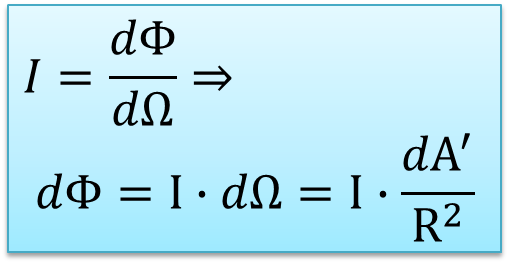 I = dΦ/dΩ ⇒
dΦ = I · dΩ = I · dA′/R²